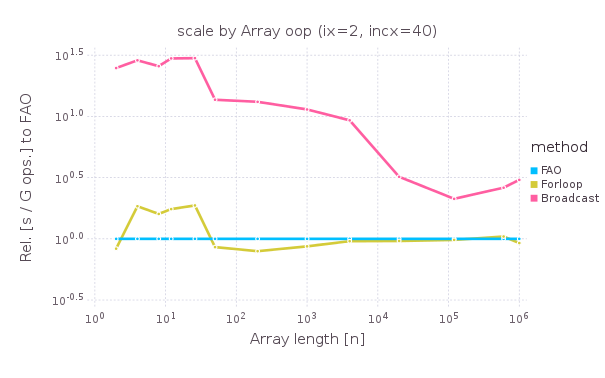 scale by Array oop (ix=2, incx=40)
Rel. [s / G ops.] to FAO
10^1.5
10^1.0
10^0.5
10^0.0
10^-0.5
10^0 10^1 10^2 10^3 10^4 10^5 10^6
Array length [n]
method
FAO
Forloop
Broadcast